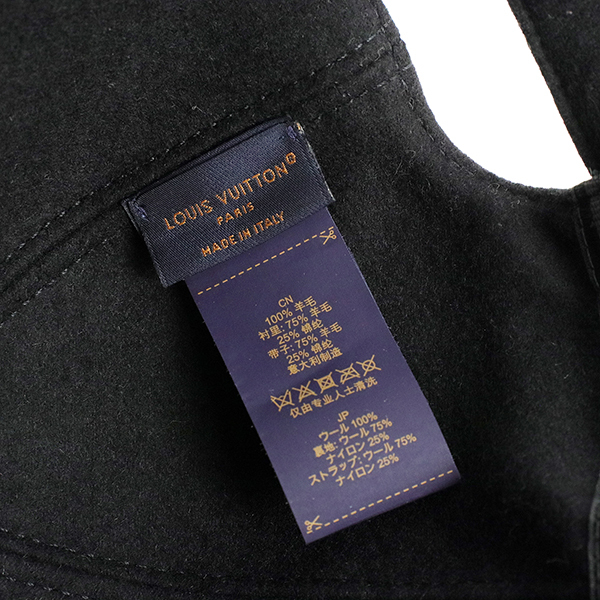 LOUIS VUITTON®
PARIS
MADE IN ITALY
CN
100% 羊毛
衬里: 75% 羊毛
25% 锦纶
带子: 75% 羊毛
25% 锦纶
意大利制造
仅由专业人士清洗
JP
ウール 100%
裏地: ウール 75%
ナイロン 25%
ストラップ: ウール 75%
ナイロン 25%